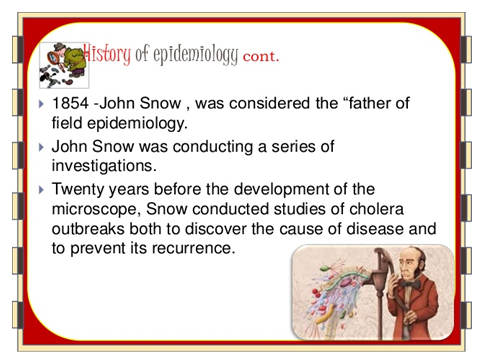 History of epidemiology cont.
1854 -John Snow , was considered the “father of
field epidemiology.
John Snow was conducting a series of
investigations.
Twenty years before the development of the
microscope, Snow conducted studies of cholera
outbreaks both to discover the cause of disease and
to prevent its recurrence.